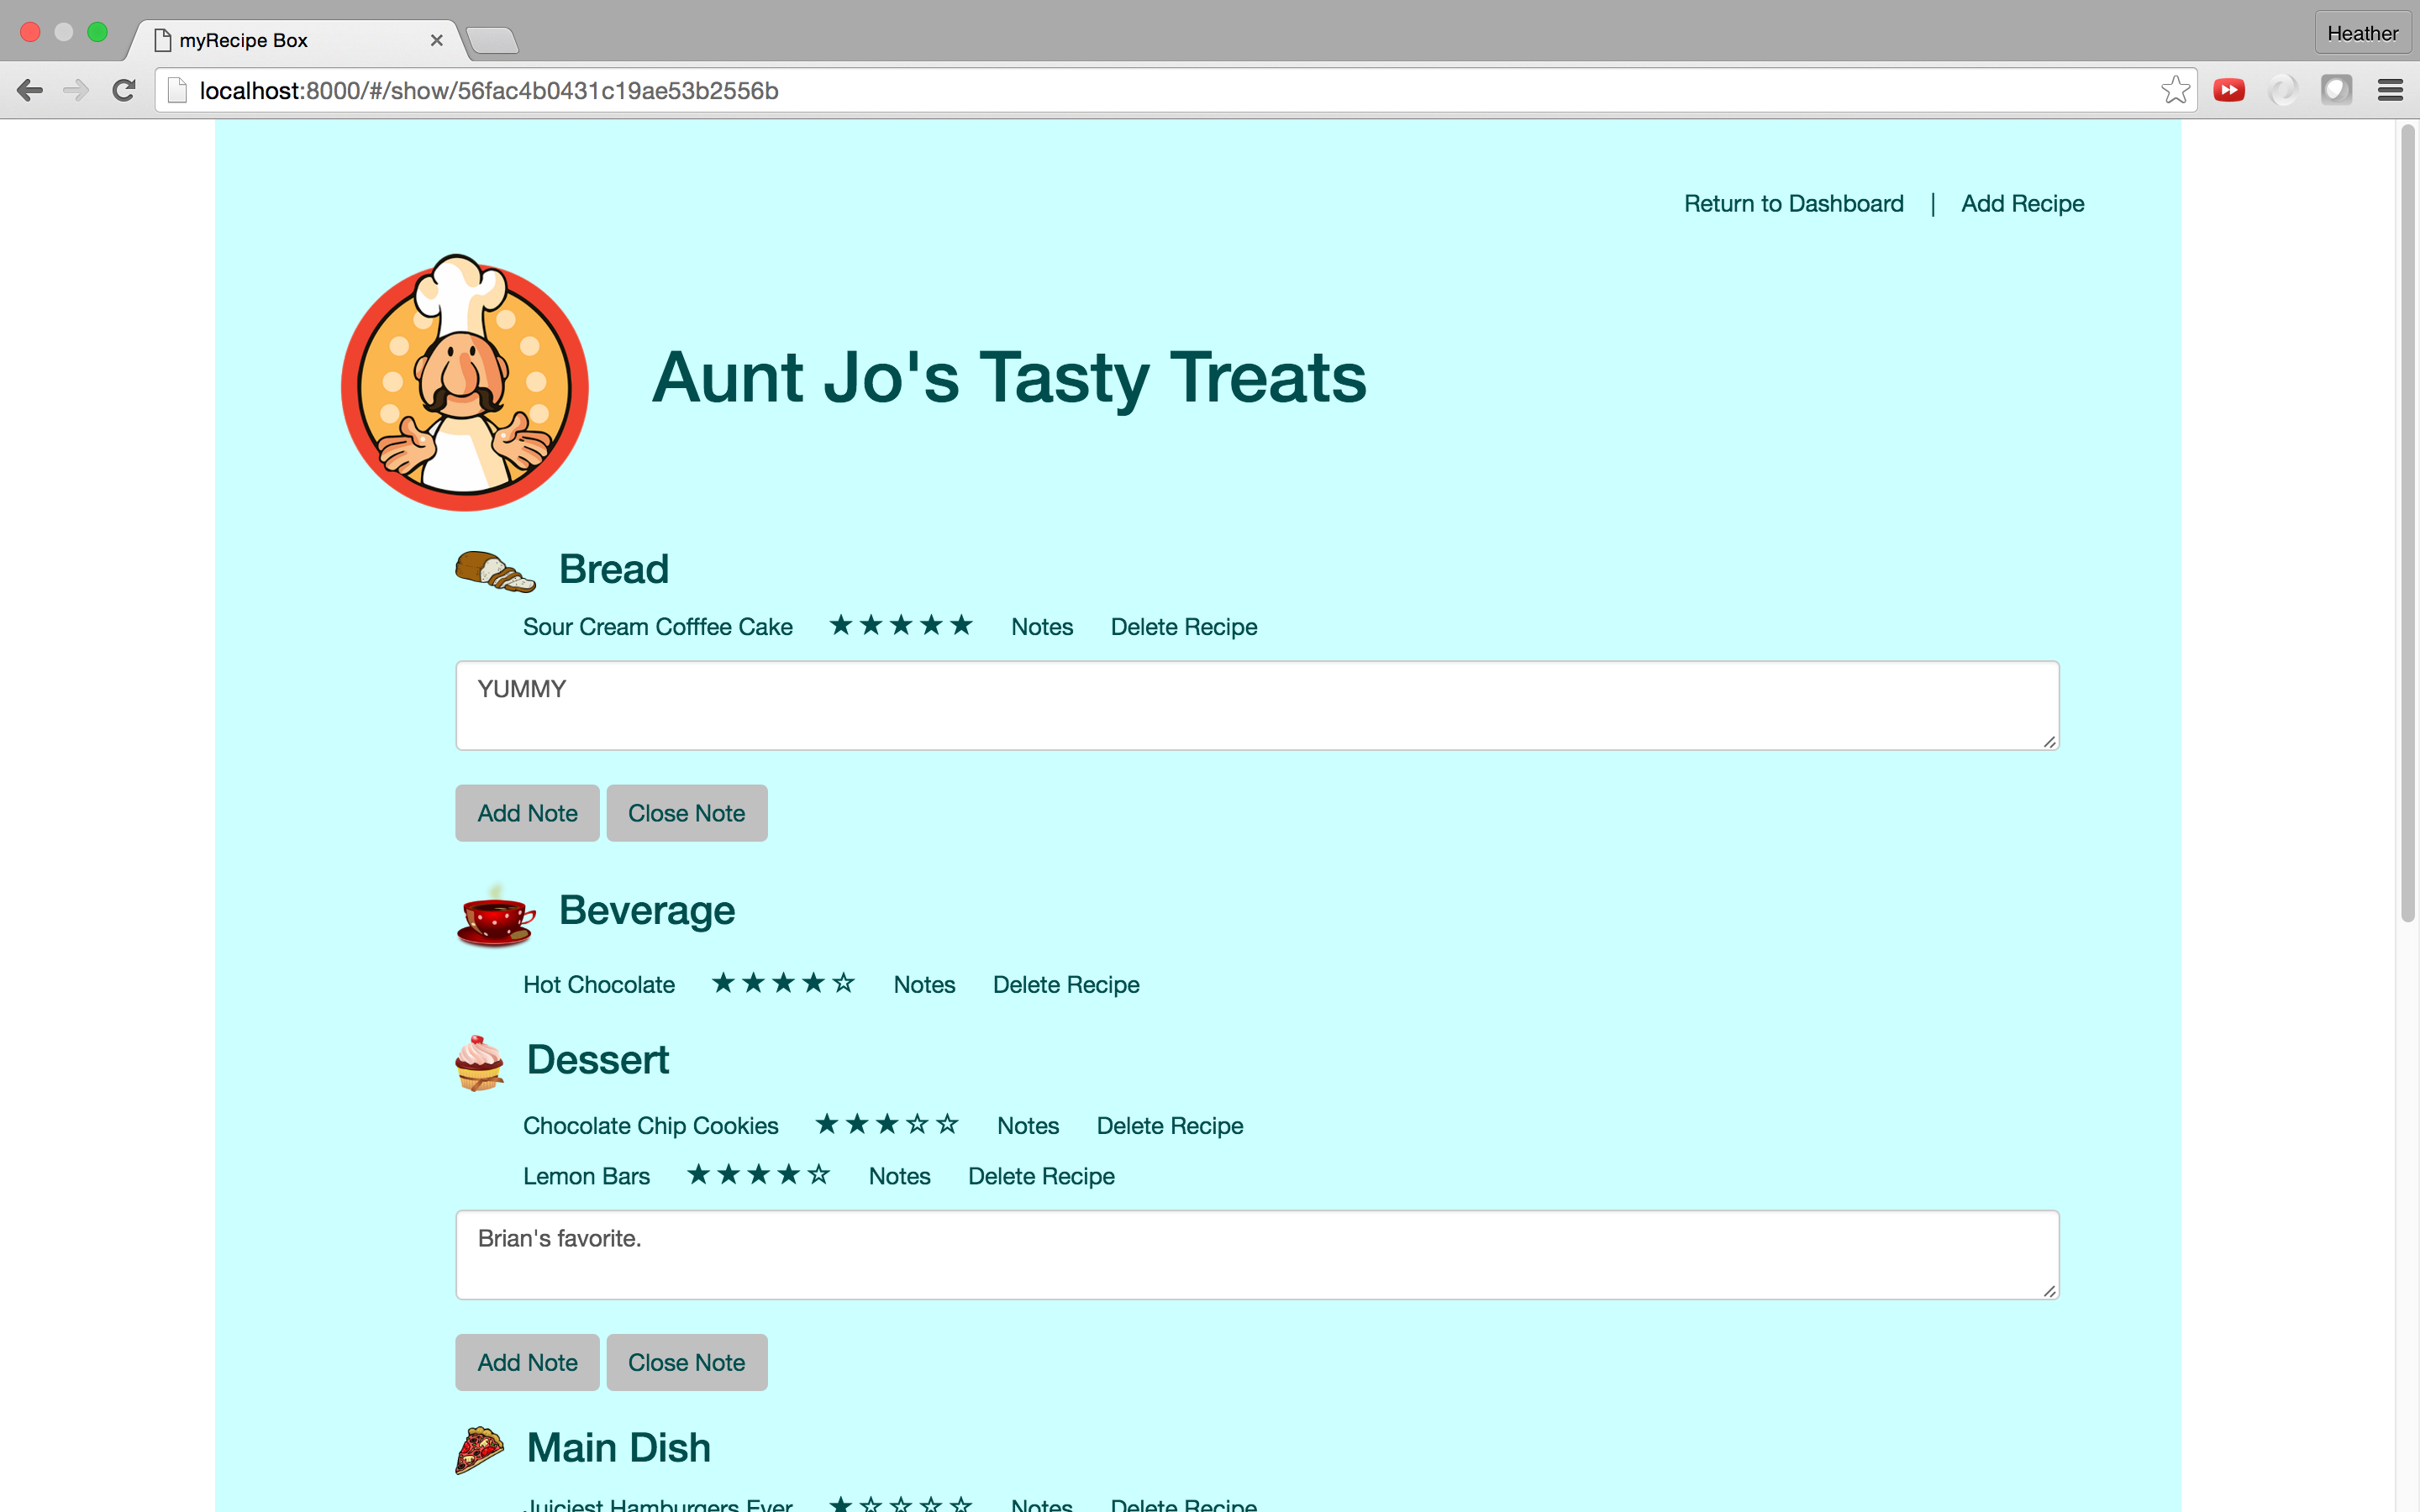 myRecipe Box
Heather
localhost:8000/#/show/56fac4b0431c19ae53b2556b
Return to Dashboard | Add Recipe
Aunt Jo's Tasty Treats
Bread
Sour Cream Cofffee Cake ★★★★★ Notes Delete Recipe
YUMMY
Add Note Close Note
Beverage
Hot Chocolate ★★★★☆ Notes Delete Recipe
Dessert
Chocolate Chip Cookies ★★★☆☆ Notes Delete Recipe
Lemon Bars ★★★★☆ Notes Delete Recipe
Brian's favorite.
Add Note Close Note
Main Dish
Juiciest Hamburgers Ever ★☆☆☆☆ Notes Delete Recipe